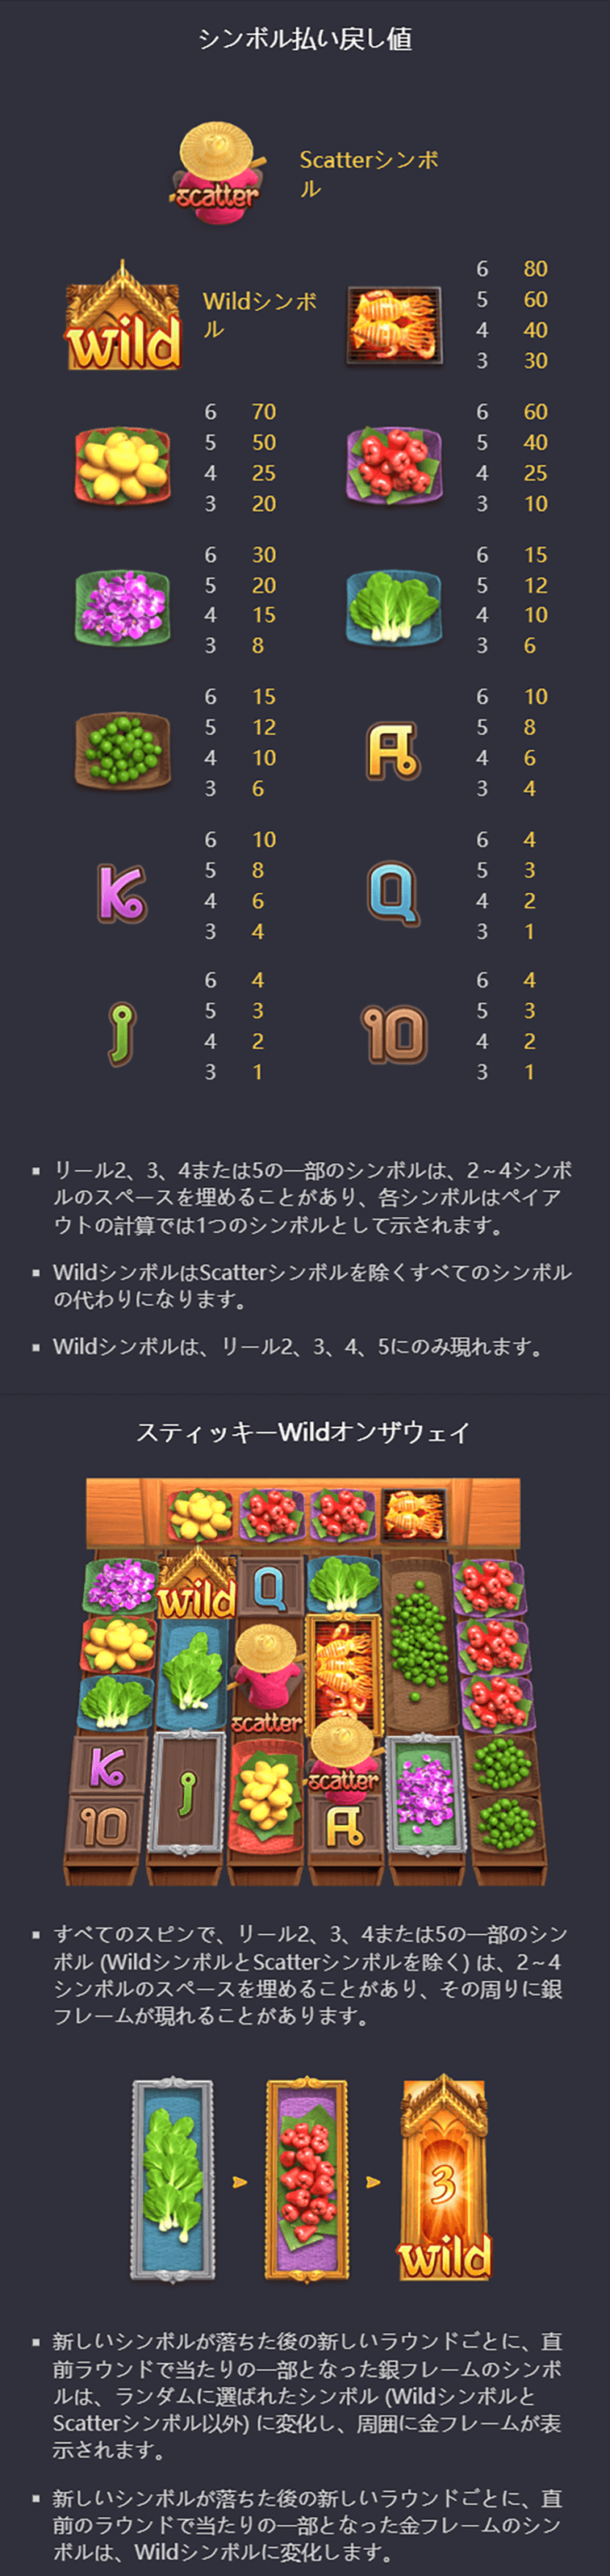 シンボル払い戻し値
scatter
Scatterシンボ
ル
wild
Wildシンボ
ル
6 80
5 60
4 40
3 30
6 70
5 50
4 25
3 20
6 60
5 40
4 25
3 10
6 30
5 20
4 15
3 8
6 15
5 12
4 10
3 6
6 15
5 12
4 10
3 6
A
6 10
5 8
4 6
3 4
K
6 10
5 8
4 6
3 4
Q
6 4
5 3
4 2
3 1
J
6 4
5 3
4 2
3 1
10
6 4
5 3
4 2
3 1
▪ リール2、3、4または5の一部のシンボルは、2～4シンボ
ルのスペースを埋めることがあり、各シンボルはペイア
ウトの計算では1つのシンボルとして示されます。
▪ WildシンボルはScatterシンボルを除くすべてのシンボル
の代わりになります。
▪ Wildシンボルは、リール2、3、4、5にのみ現れます。
スティッキーWildオンザウェイ
wild
Q
scatter
K
J
scatter
10
A
▪ すべてのスピンで、リール2、3、4または5の一部のシン
ボル (WildシンボルとScatterシンボルを除く) は、2～4
シンボルのスペースを埋めることがあり、その周りに銀
フレームが現れることがあります。
3
wild
▪ 新しいシンボルが落ちた後の新しいラウンドごとに、直
前ラウンドで当たりの一部となった銀フレームのシンボ
ルは、ランダムに選ばれたシンボル (Wildシンボルと
Scatterシンボル以外) に変化し、周囲に金フレームが表
示されます。
▪ 新しいシンボルが落ちた後の新しいラウンドごとに、直
前のラウンドで当たりの一部となった金フレームのシン
ボルは、Wildシンボルに変化します。